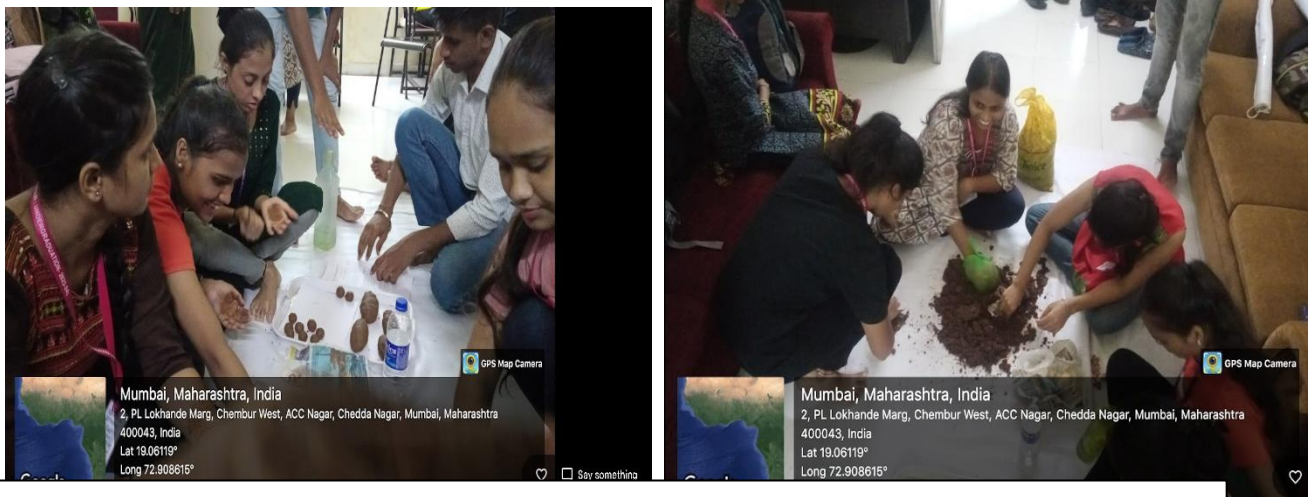 UNDERGRADUATION
GPS Map Camera
Mumbai, Maharashtra, India
2, PL Lokhande Marg, Chembur West, ACC Nagar, Chedda Nagar, Mumbai, Maharashtra
400043, India
Lat 19.06119°
Long 72.908615°
Google
Say something
GPS Map Camera
Mumbai, Maharashtra, India
2, PL Lokhande Marg, Chembur West, ACC Nagar, Chedda Nagar, Mumbai, Maharashtra
400043, India
Lat 19.06119°
Long 72.908615°